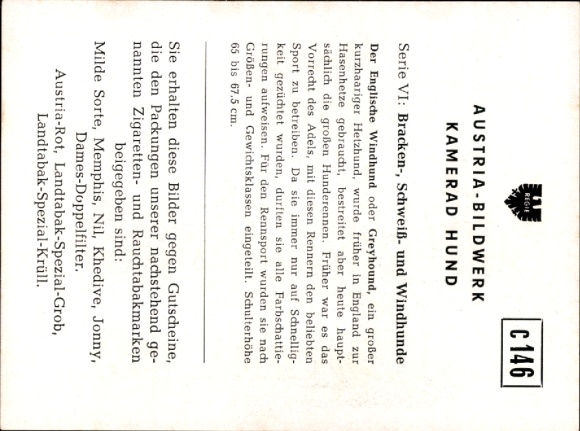 REGIE
C 146
AUSTRIA-BILDWERK
KAMERAD HUND
Serie VI: Bracken-, Schweiß- und Windhunde
Der Englische Windhund oder Greyhound, ein großer
kurzhaariger Hetzhund, wurde früher in England zur
Hasenhetze gebraucht, bestreitet aber heute haupt-
sächlich die großen Hunderennen. Früher war es das
Vorrecht des Adels, mit diesen Rennern den beliebten
Sport zu betreiben. Da sie immer nur auf Schnellig-
keit gezüchtet wurden, durften sie alle Farbschattie-
rungen aufweisen. Für den Rennsport wurden sie nach
Größen- und Gewichtsklassen eingeteilt. Schulterhöhe
65 bis 67,5 cm.
Sie erhalten diese Bilder gegen Gutscheine,
die den Packungen unserer nachstehend ge-
nannten Zigaretten- und Rauchtabakmarken
beigegeben sind:
Milde Sorte, Memphis, Nil, Khedive, Jonny,
Dames-Doppelfilter.
Austria-Rot, Landtabak-Spezial-Grob,
Landtabak-Spezial-Krüll.